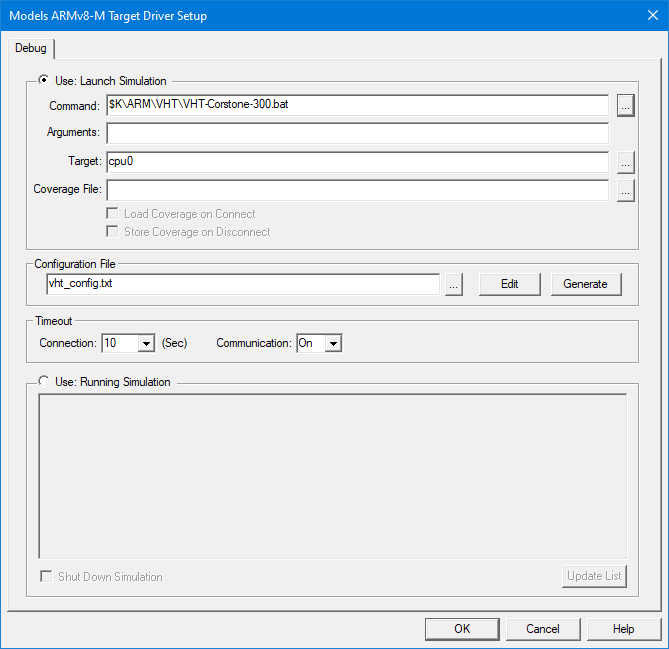 Models ARMv8-M Target Driver Setup
Debug
Use: Launch Simulation
Command: $K\ARM\VHT\VHT-Corstone-300.bat ...
Arguments:
Target: cpu0 ...
Coverage File: ...
Load Coverage on Connect
Store Coverage on Disconnect
Configuration File
vht_config.txt ... Edit Generate
Timeout
Connection: 10 (Sec) Communication: On
Use: Running Simulation
Shut Down Simulation Update List
OK Cancel Help